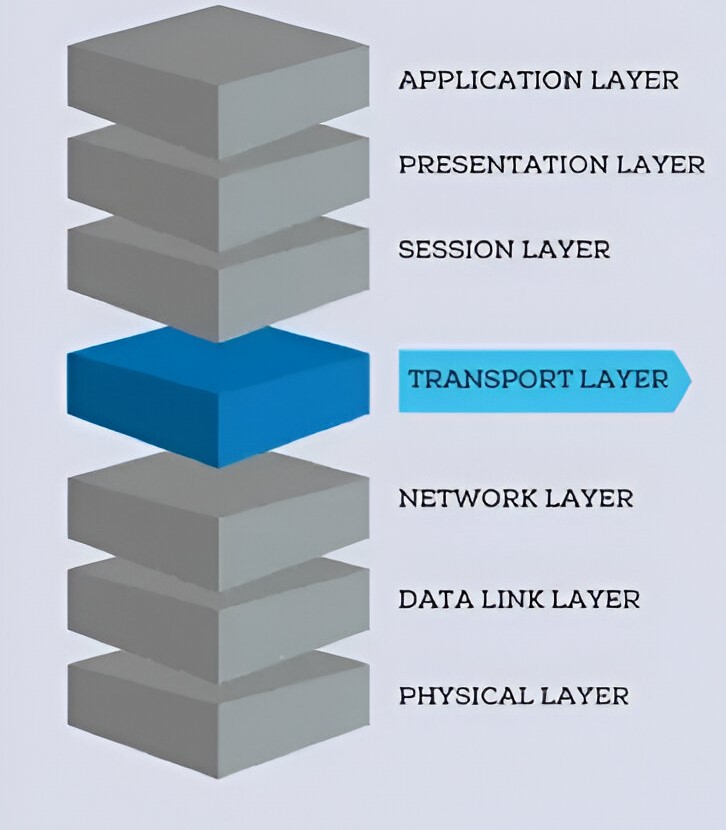 APPLICATION LAYER
PRESENTATION LAYER
SESSION LAYER
TRANSPORT LAYER
NETWORK LAYER
DATA LINK LAYER
PHYSICAL LAYER